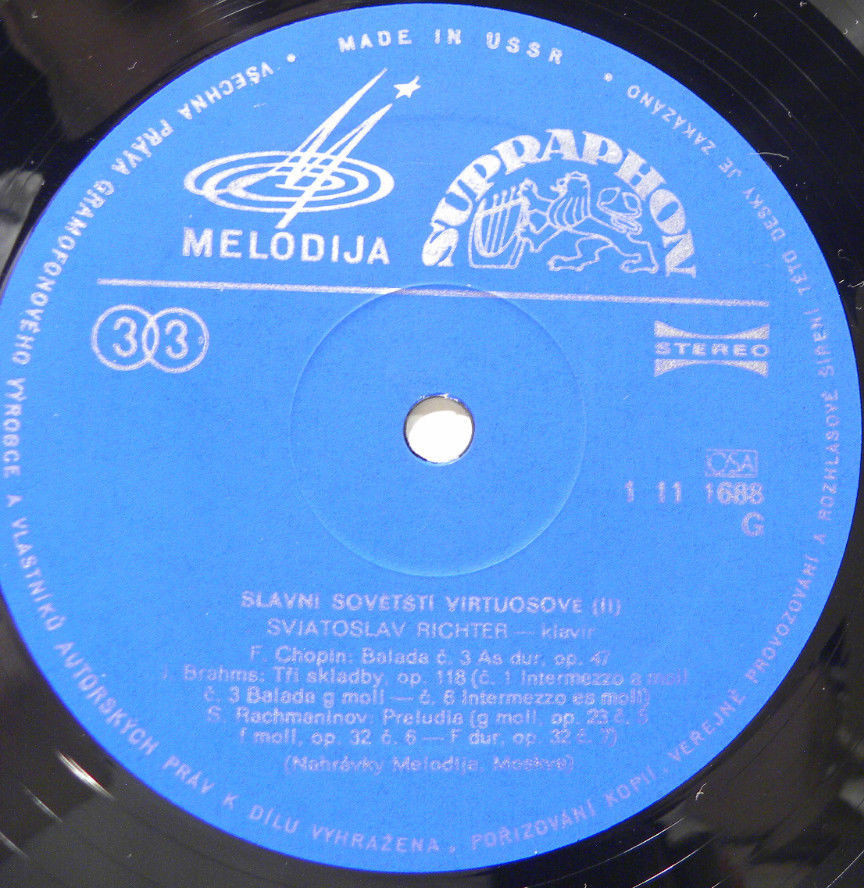 MADE IN USSR
VŠECHNA PRÁVA GRAMOFONOVÉHO VÝROBCE A VLASTNÍKŮ AUTORSKÝCH PRÁV K DÍLU VYHRAŽENA. POŘIZOVÁNÍ KOPIÍ, VEŘEJNÉ PROVOZOVÁNÍ A ROZHLASOVÉ ŠÍŘENÍ TÉTO DESKY JE ZAKÁZÁNO
MELODIJA
SUPRAPHON
33
STEREO
OSA
1 11 1688
G
SLAVNÍ SOVĚTŠTÍ VIRTUOSOVÉ (II)
SVJATOSLAV RICHTER — klavír
F. Chopin: Balada č. 3 As dur, op. 47
J. Brahms: Tři skladby, op. 118 (č. 1 Intermezzo a moll
č. 3 Balada g moll — č. 6 Intermezzo es moll)
S. Rachmaninov: Preludia (g moll, op. 23 č. 5
f moll, op. 32 č. 6 — F dur, op. 32 č. 7)
(Nahrávky Melodija, Moskva)